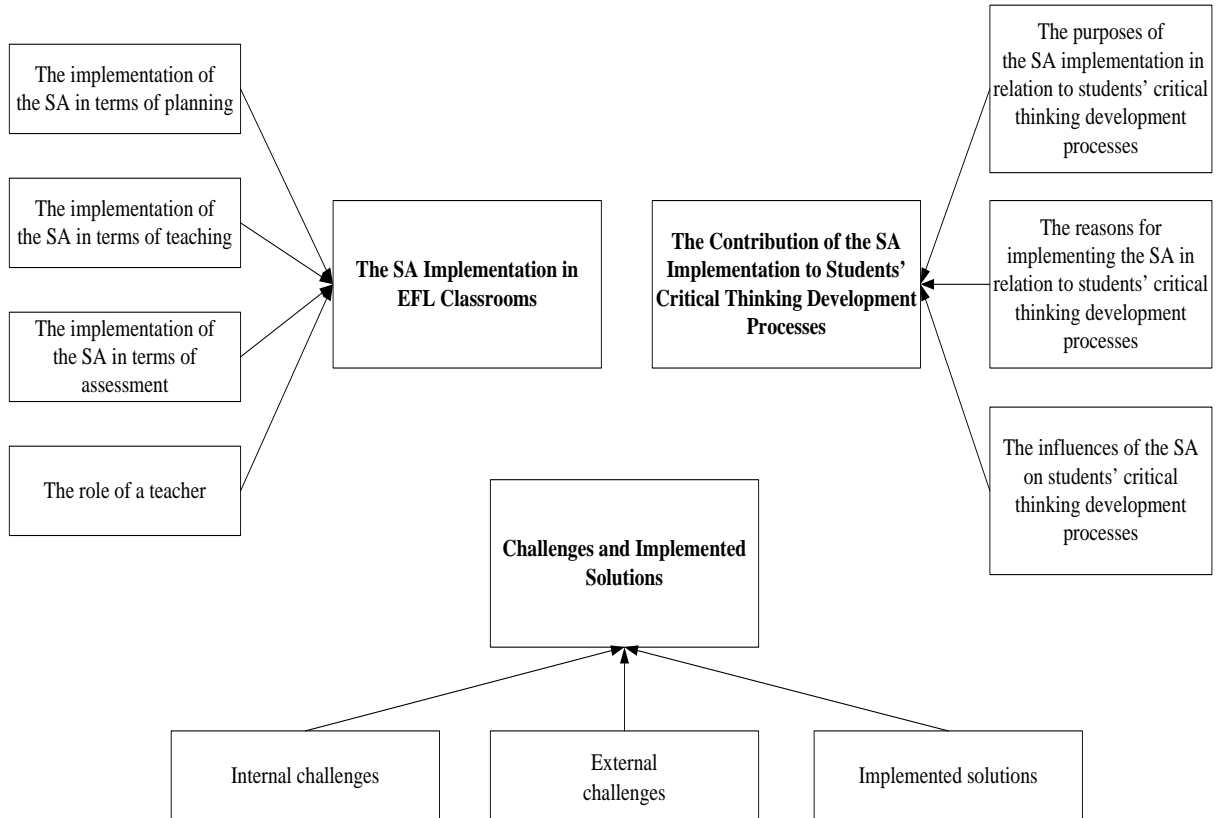 The implementation of
the SA in terms of planning
The implementation of
the SA in terms of teaching
The implementation of
the SA in terms of
assessment
The role of a teacher
The SA Implementation in
EFL Classrooms
The Contribution of the SA
Implementation to Students’
Critical Thinking Development
Processes
The purposes of
the SA implementation in
relation to students’ critical
thinking development
processes
The reasons for
implementing the SA in
relation to students’ critical
thinking development
processes
The influences of the SA
on students’ critical
thinking development
processes
Challenges and Implemented
Solutions
Internal challenges
External
challenges
Implemented solutions